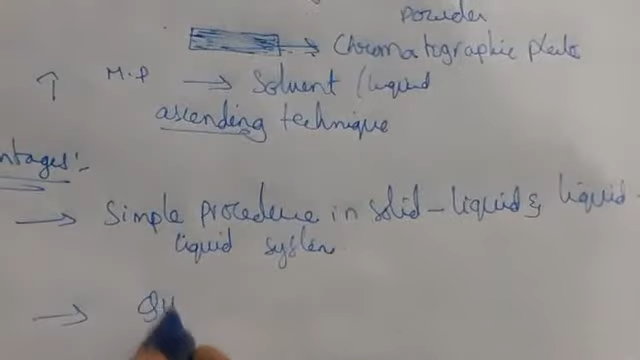 powder
→ Chromatographic plate
↑ M.P → Solvent / liquid
ascending technique
ntages:-
→ Simple procedure in solid-liquid & liquid-
liquid system
→